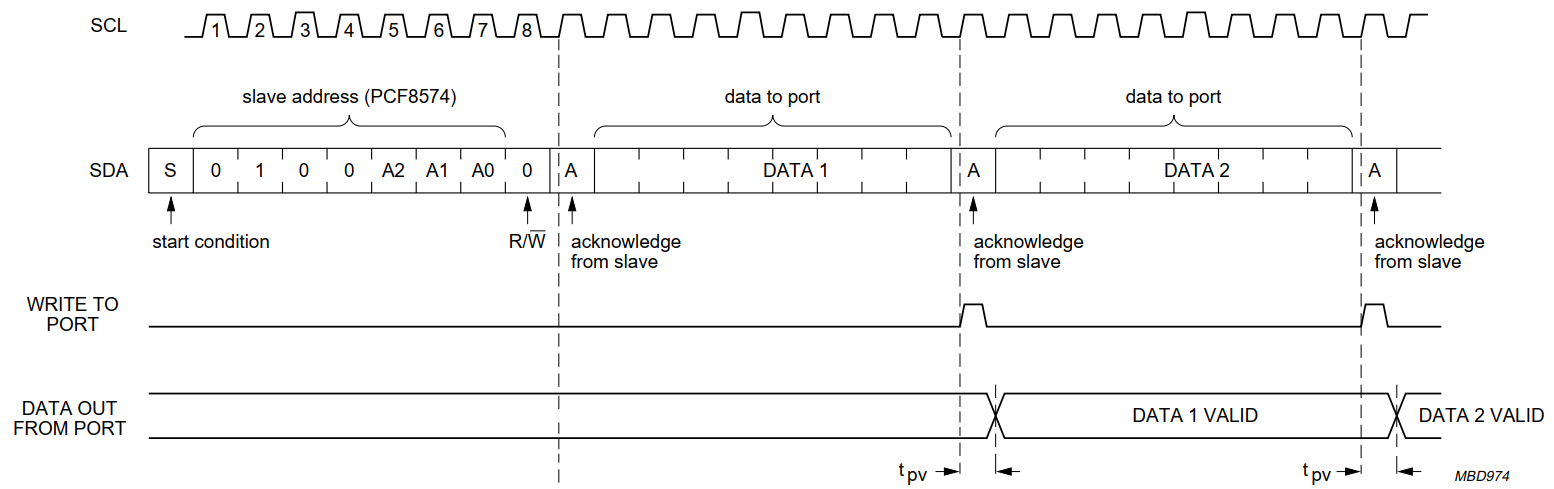 SCL
1 2 3 4 5 6 7 8
slave address (PCF8574)
data to port
data to port
SDA
S 0 1 0 0 A2 A1 A0 0 A DATA 1 A DATA 2 A
start condition
R/W̅
acknowledge
from slave
acknowledge
from slave
acknowledge
from slave
WRITE TO
PORT
DATA OUT
FROM PORT
DATA 1 VALID
DATA 2 VALID
t pv
t pv
MBD974